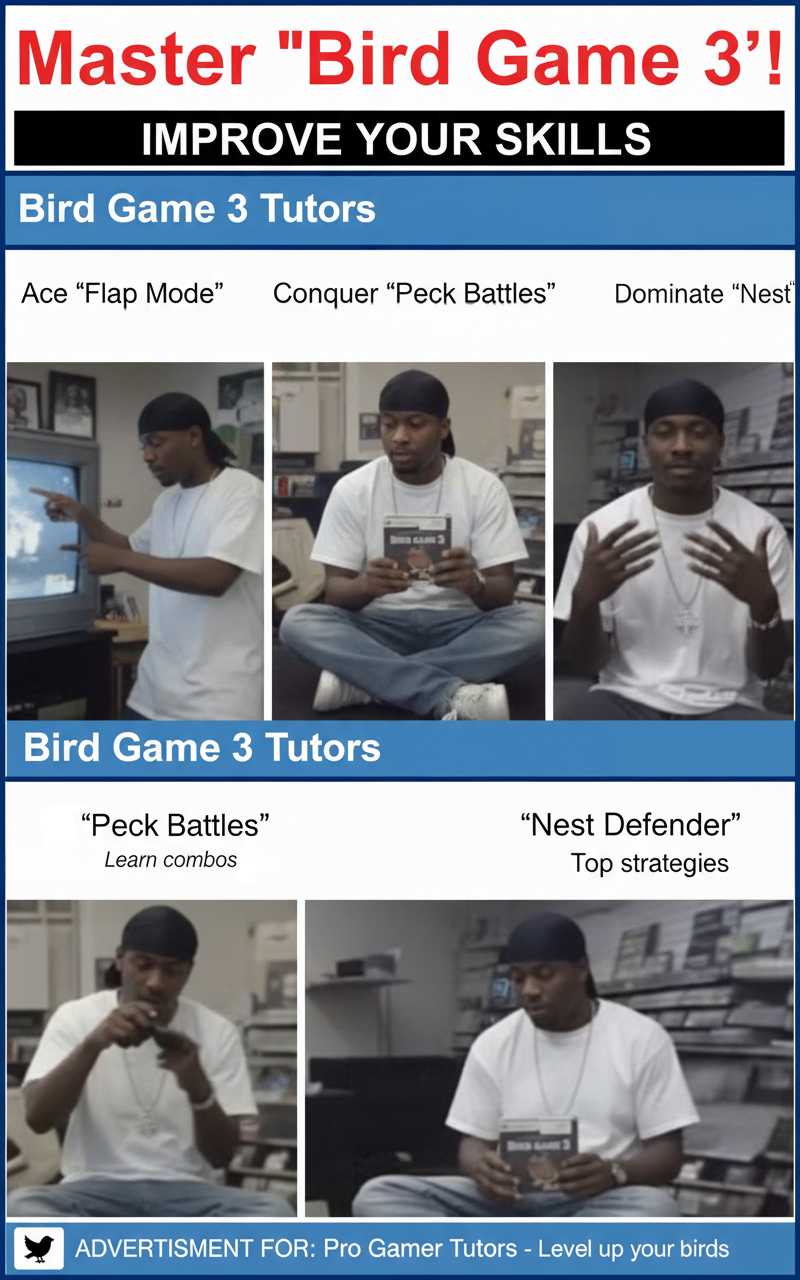 Master "Bird Game 3’!
IMPROVE YOUR SKILLS
Bird Game 3 Tutors
Ace “Flap Mode”
Conquer “Peck Battles”
Dominate “Nest“
BIRD GAME 3
Bird Game 3 Tutors
“Peck Battles”
Learn combos
“Nest Defender”
Top strategies
BIRD GAME 3
ADVERTISMENT FOR: Pro Gamer Tutors - Level up your birds